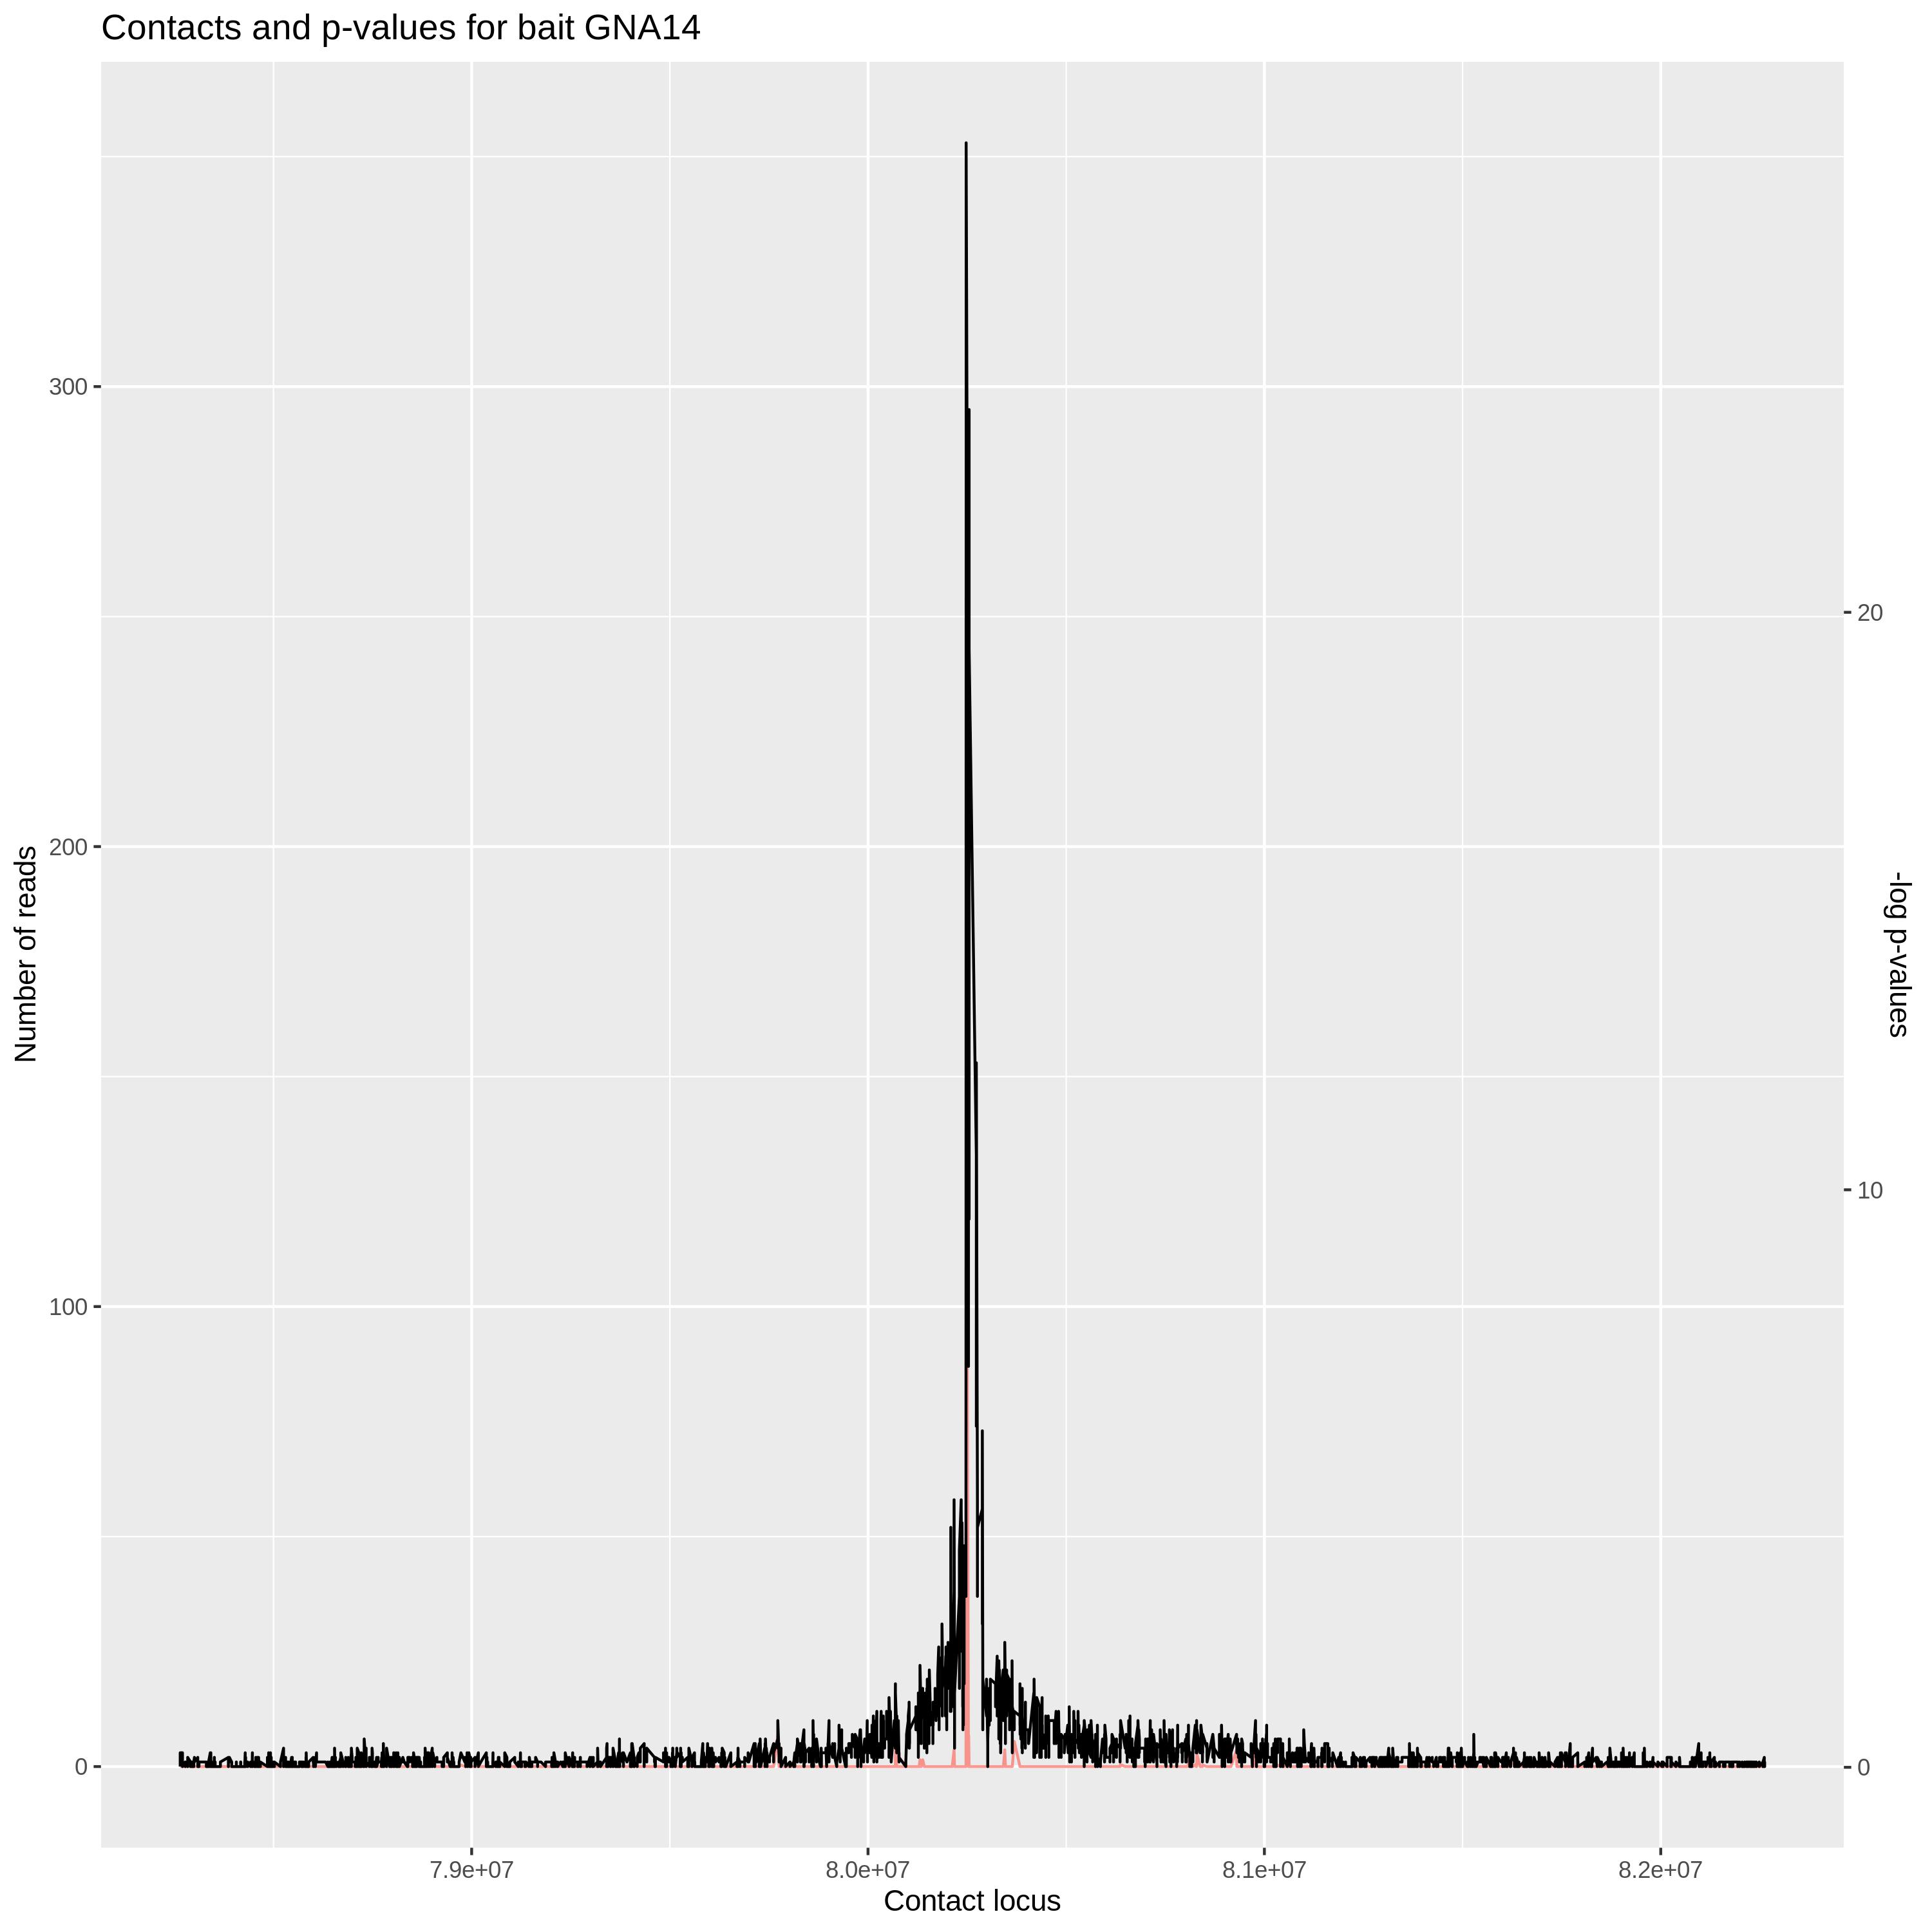 Contacts and p-values for bait GNA14
300
200
100
0
Number of reads
20
10
0
-log p-values
7.9e+07 8.0e+07 8.1e+07 8.2e+07
Contact locus